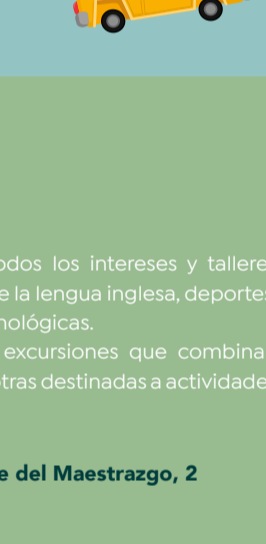 odos los intereses y tallere
e la lengua inglesa, deportes
nológicas.
excursiones que combina
tras destinadas a actividade
e del Maestrazgo, 2